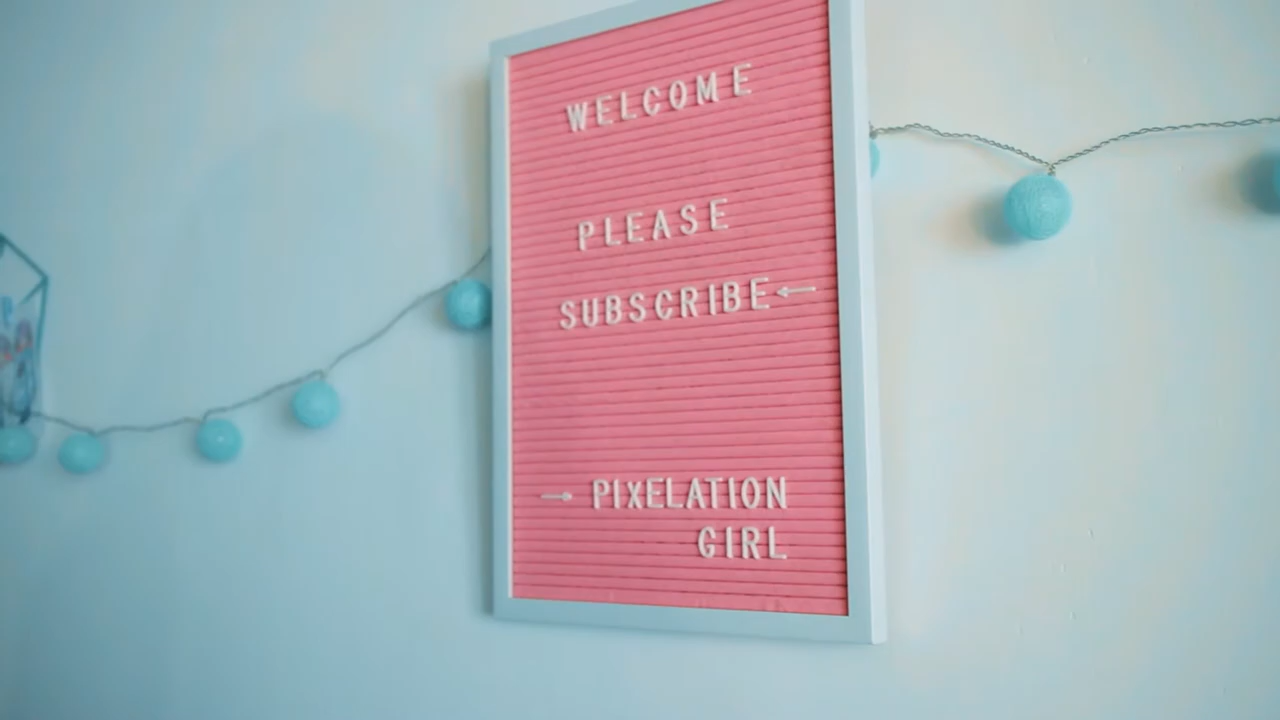 WELCOME
PLEASE
SUBSCRIBE←
→ PIXELATION
GIRL